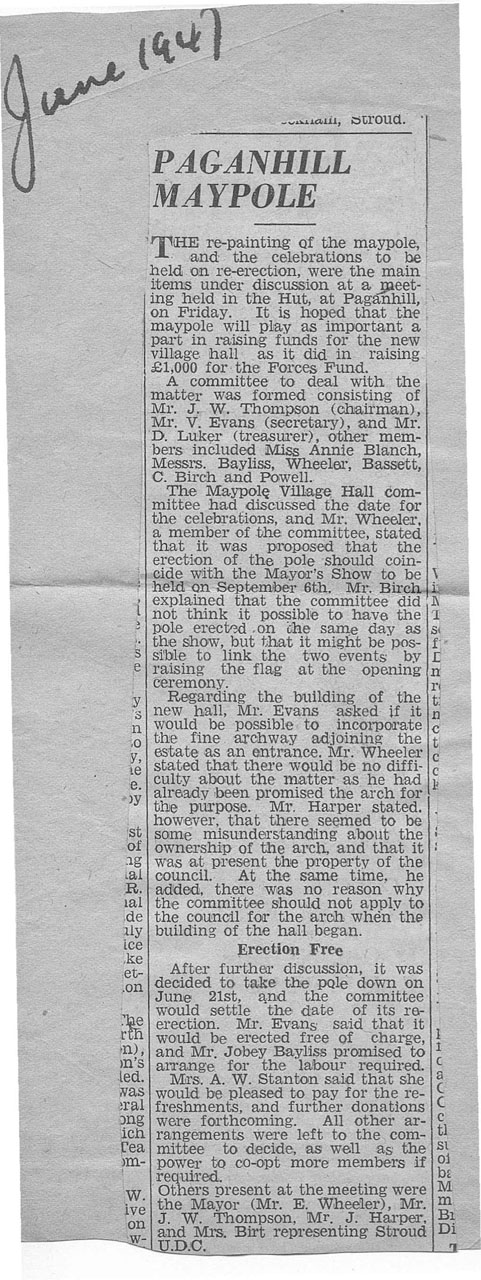 June 1947
Stroud.
PAGANHILL
MAYPOLE
THE re-painting of the maypole,
and the celebrations to be
held on re-erection, were the main
items under discussion at a meet-
ing held in the Hut, at Paganhill,
on Friday. It is hoped that the
maypole will play as important a
part in raising funds for the new
village hall as it did in raising
£1,000 for the Forces Fund.
A committee to deal with the
matter was formed consisting of
Mr. J. W. Thompson (chairman),
Mr. V. Evans (secretary), and Mr.
D. Luker (treasurer), other mem-
bers included Miss Annie Blanch,
Messrs. Bayliss, Wheeler, Bassett,
C. Birch and Powell.
The Maypole Village Hall com-
mittee had discussed the date for
the celebrations, and Mr. Wheeler,
a member of the committee, stated
that it was proposed that the
erection of the pole should coin-
cide with the Mayor's Show to be
held on September 6th. Mr. Birch
explained that the committee did
not think it possible to have the
pole erected on the same day as
the show, but that it might be pos-
sible to link the two events by
raising the flag at the opening
ceremony.
Regarding the building of the
new hall, Mr. Evans asked if it
would be possible to incorporate
the fine archway adjoining the
estate as an entrance. Mr. Wheeler
stated that there would be no diffi-
culty about the matter as he had
already been promised the arch for
the purpose. Mr. Harper stated,
however, that there seemed to be
some misunderstanding about the
ownership of the arch, and that it
was at present the property of the
council. At the same time, he
added, there was no reason why
the committee should not apply to
the council for the arch when the
building of the hall began.
Erection Free
After further discussion, it was
decided to take the pole down on
June 21st, and the committee
would settle the date of its re-
erection. Mr. Evans said that it
would be erected free of charge,
and Mr. Jobey Bayliss promised to
arrange for the labour required.
Mrs. A. W. Stanton said that she
would be pleased to pay for the re-
freshments, and further donations
were forthcoming. All other ar-
rangements were left to the com-
mittee to decide, as well as the
power to co-opt more members if
required.
Others present at the meeting were
the Mayor (Mr. E. Wheeler), Mr.
J. W. Thompson, Mr. J. Harper,
and Mrs. Birt representing Stroud
U.D.C.